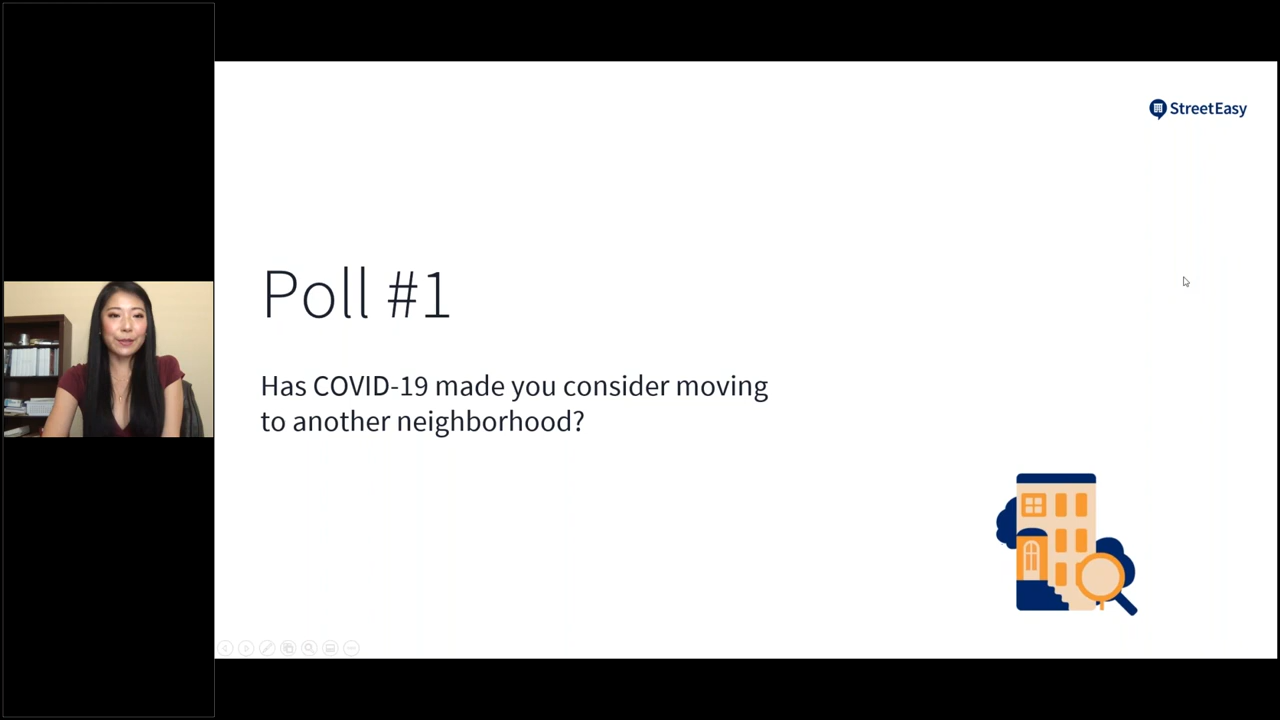 StreetEasy
Poll #1
Has COVID-19 made you consider moving
to another neighborhood?